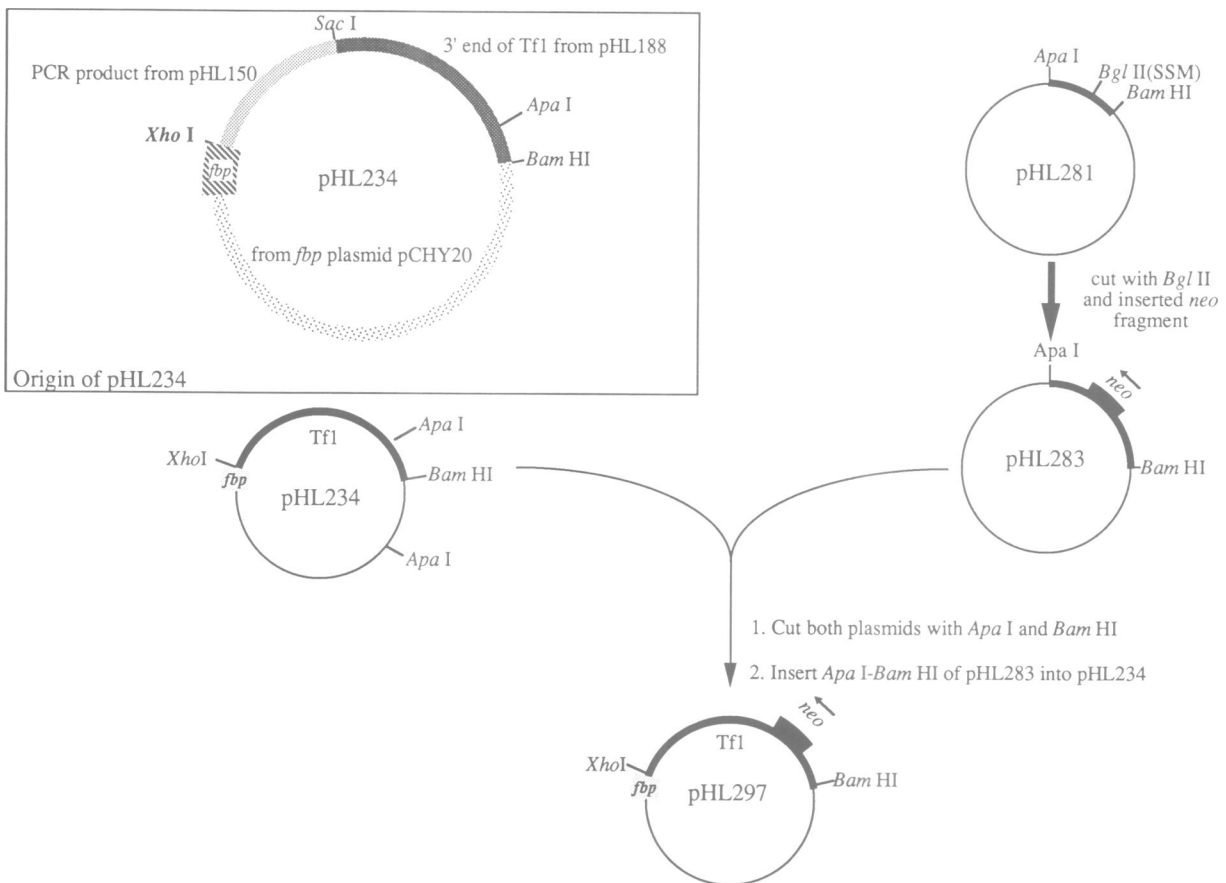 Sac I
3' end of Tf1 from pHL188
PCR product from pHL150
Apa I
Xho I
Bam HI
fbp
pHL234
from fbp plasmid pCHY20
Origin of pHL234
Apa I
Bgl II(SSM)
Bam HI
pHL281
cut with Bgl II
and inserted neo
fragment
Apa I
neo
pHL283
Bam HI
Tf1
Apa I
XhoI
fbp
Bam HI
pHL234
Apa I
1. Cut both plasmids with Apa I and Bam HI
2. Insert Apa I-Bam HI of pHL283 into pHL234
neo
Tf1
XhoI
fbp
Bam HI
pHL297